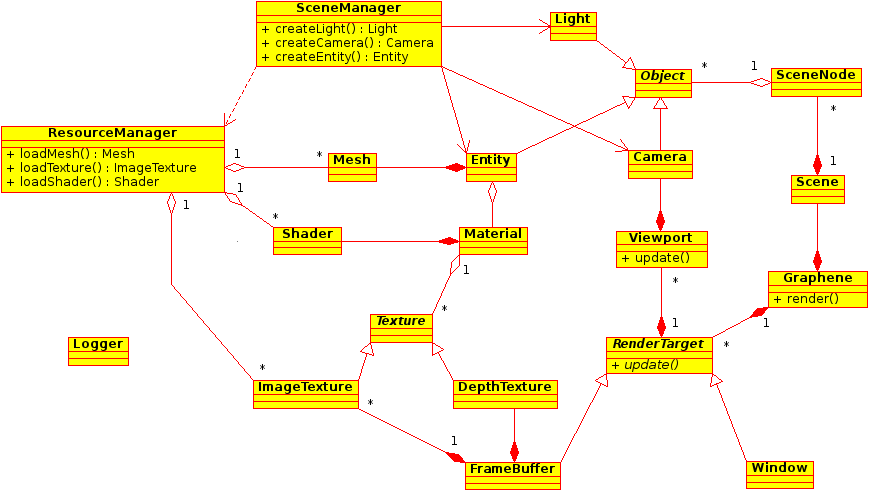 SceneManager
+ createLight() : Light
+ createCamera() : Camera
+ createEntity() : Entity
Light
Object
* 1
SceneNode
*
1
ResourceManager
+ loadMesh() : Mesh
+ loadTexture() : ImageTexture
+ loadShader() : Shader
1 *
Mesh
Entity
Camera
Scene
1
1
*
Shader
Material
1
*
Viewport
+ update()
*
1
Graphene
+ render()
1
*
Texture
RenderTarget
+ update()
Logger
*
ImageTexture
DepthTexture
*
1
FrameBuffer
Window